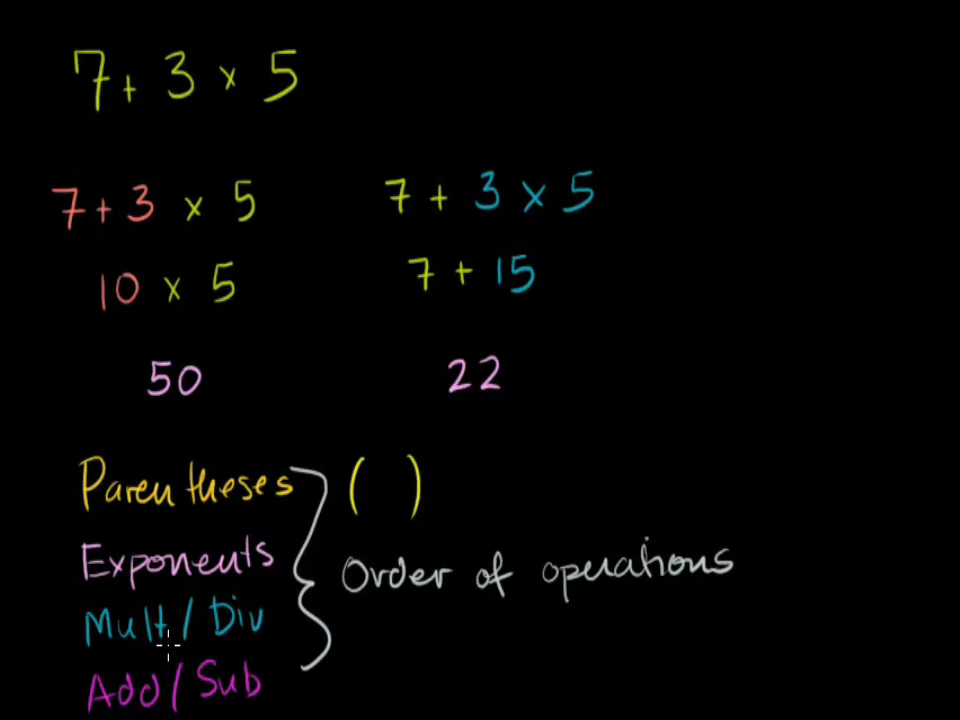 7 + 3 × 5
7 + 3 × 5
7 + 3 × 5
10 × 5
7 + 15
50
22
Parentheses ( )
Exponents
Order of operations
Mult / Div
Add / Sub